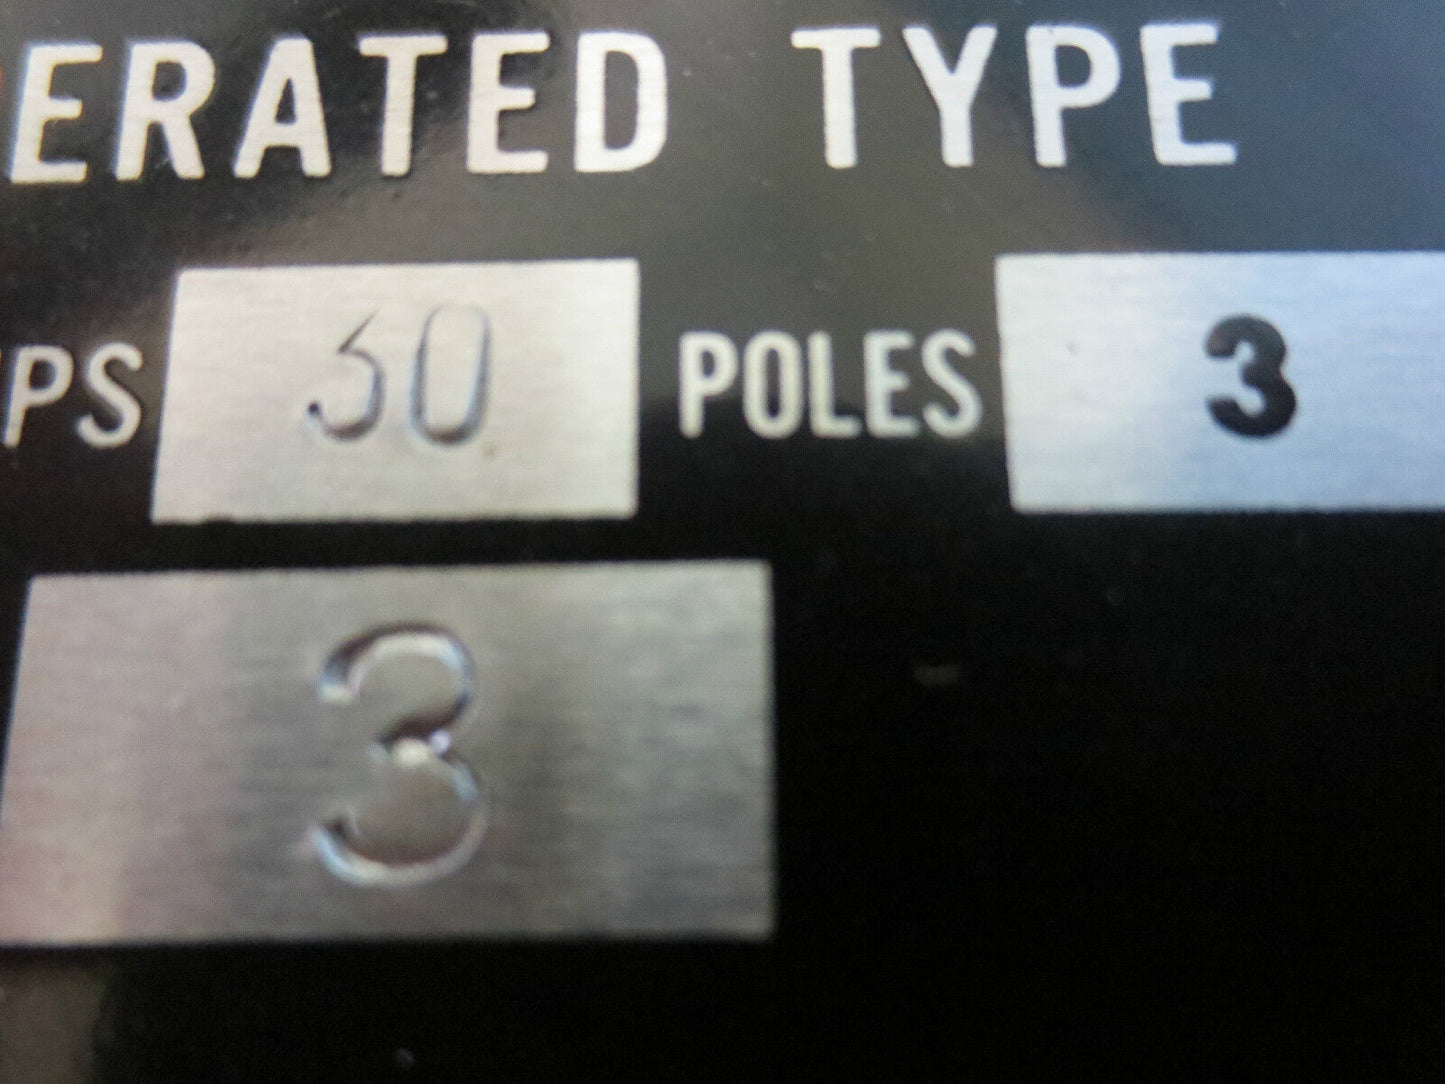 ERATED TYPE
PS 30 POLES 3
3